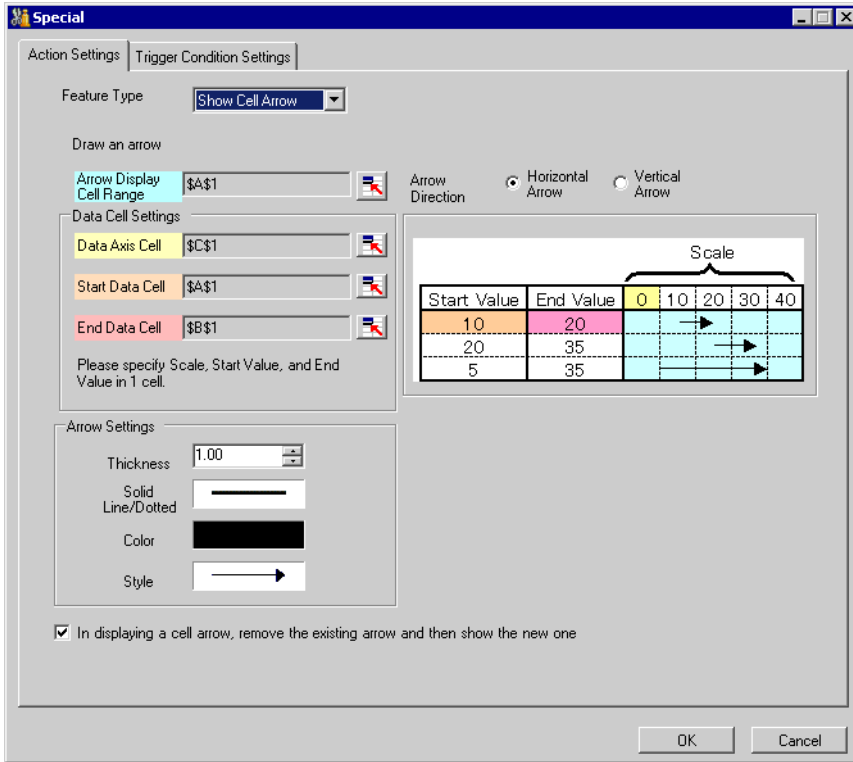 Special
Action Settings
Trigger Condition Settings
Feature Type
Show Cell Arrow
Draw an arrow
Arrow Display
Cell Range
$A$1
Arrow
Direction
Horizontal
Arrow
Vertical
Arrow
Data Cell Settings
Data Axis Cell
$C$1
Start Data Cell
$A$1
End Data Cell
$B$1
Please specify Scale, Start Value, and End
Value in 1 cell.
Scale
Start Value End Value 0 10 20 30 40
10 20
20 35
5 35
Arrow Settings
Thickness
1.00
Solid
Line/Dotted
Color
Style
In displaying a cell arrow, remove the existing arrow and then show the new one
OK
Cancel